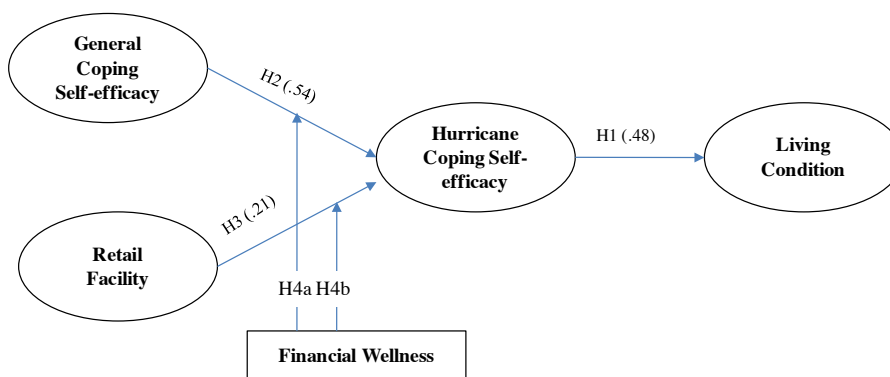 General
Coping
Self-efficacy
H2 (.54)
Hurricane
Coping Self-
efficacy
H1 (.48)
Living
Condition
H3 (.21)
Retail
Facility
H4a H4b
Financial Wellness